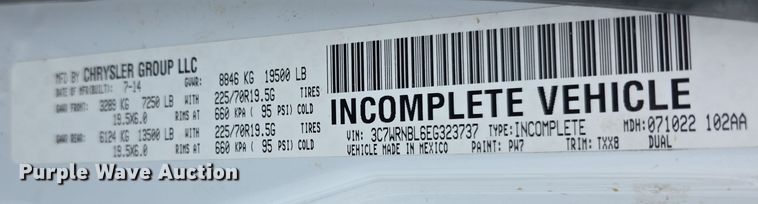 MFD BY CHRYSLER GROUP LLC
DATE OF MFR(BUILT): 7-14 GVWR: 8846 KG 19500 LB
GAWR FRONT: 3289 KG 7250 LB WITH 225/70R19.5G TIRES
19.5X6.0 RIMS AT 660 KPA ( 95 PSI) COLD
GAWR REAR: 6124 KG 13500 LB WITH 225/70R19.5G TIRES
19.5X6.0 RIMS AT 660 KPA ( 95 PSI) COLD
INCOMPLETE VEHICLE
VIN: 3C7WRNBL6EG323737 TYPE: INCOMPLETE MDH: 071022 102AA
VEHICLE MADE IN MEXICO PAINT: PW7 TRIM: TXX8 DUAL
Purple Wave Auction